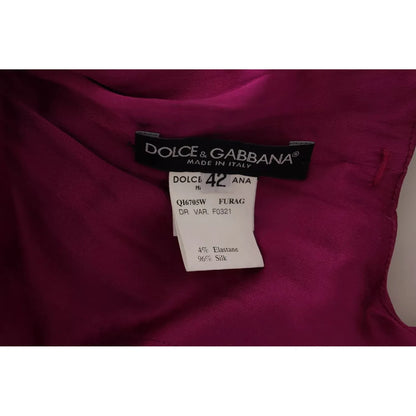 DOLCE & GABBANA®
MADE IN ITALY
42
QI6705W FURAG
DR VAR. F0321
4% Elastane
96% Silk